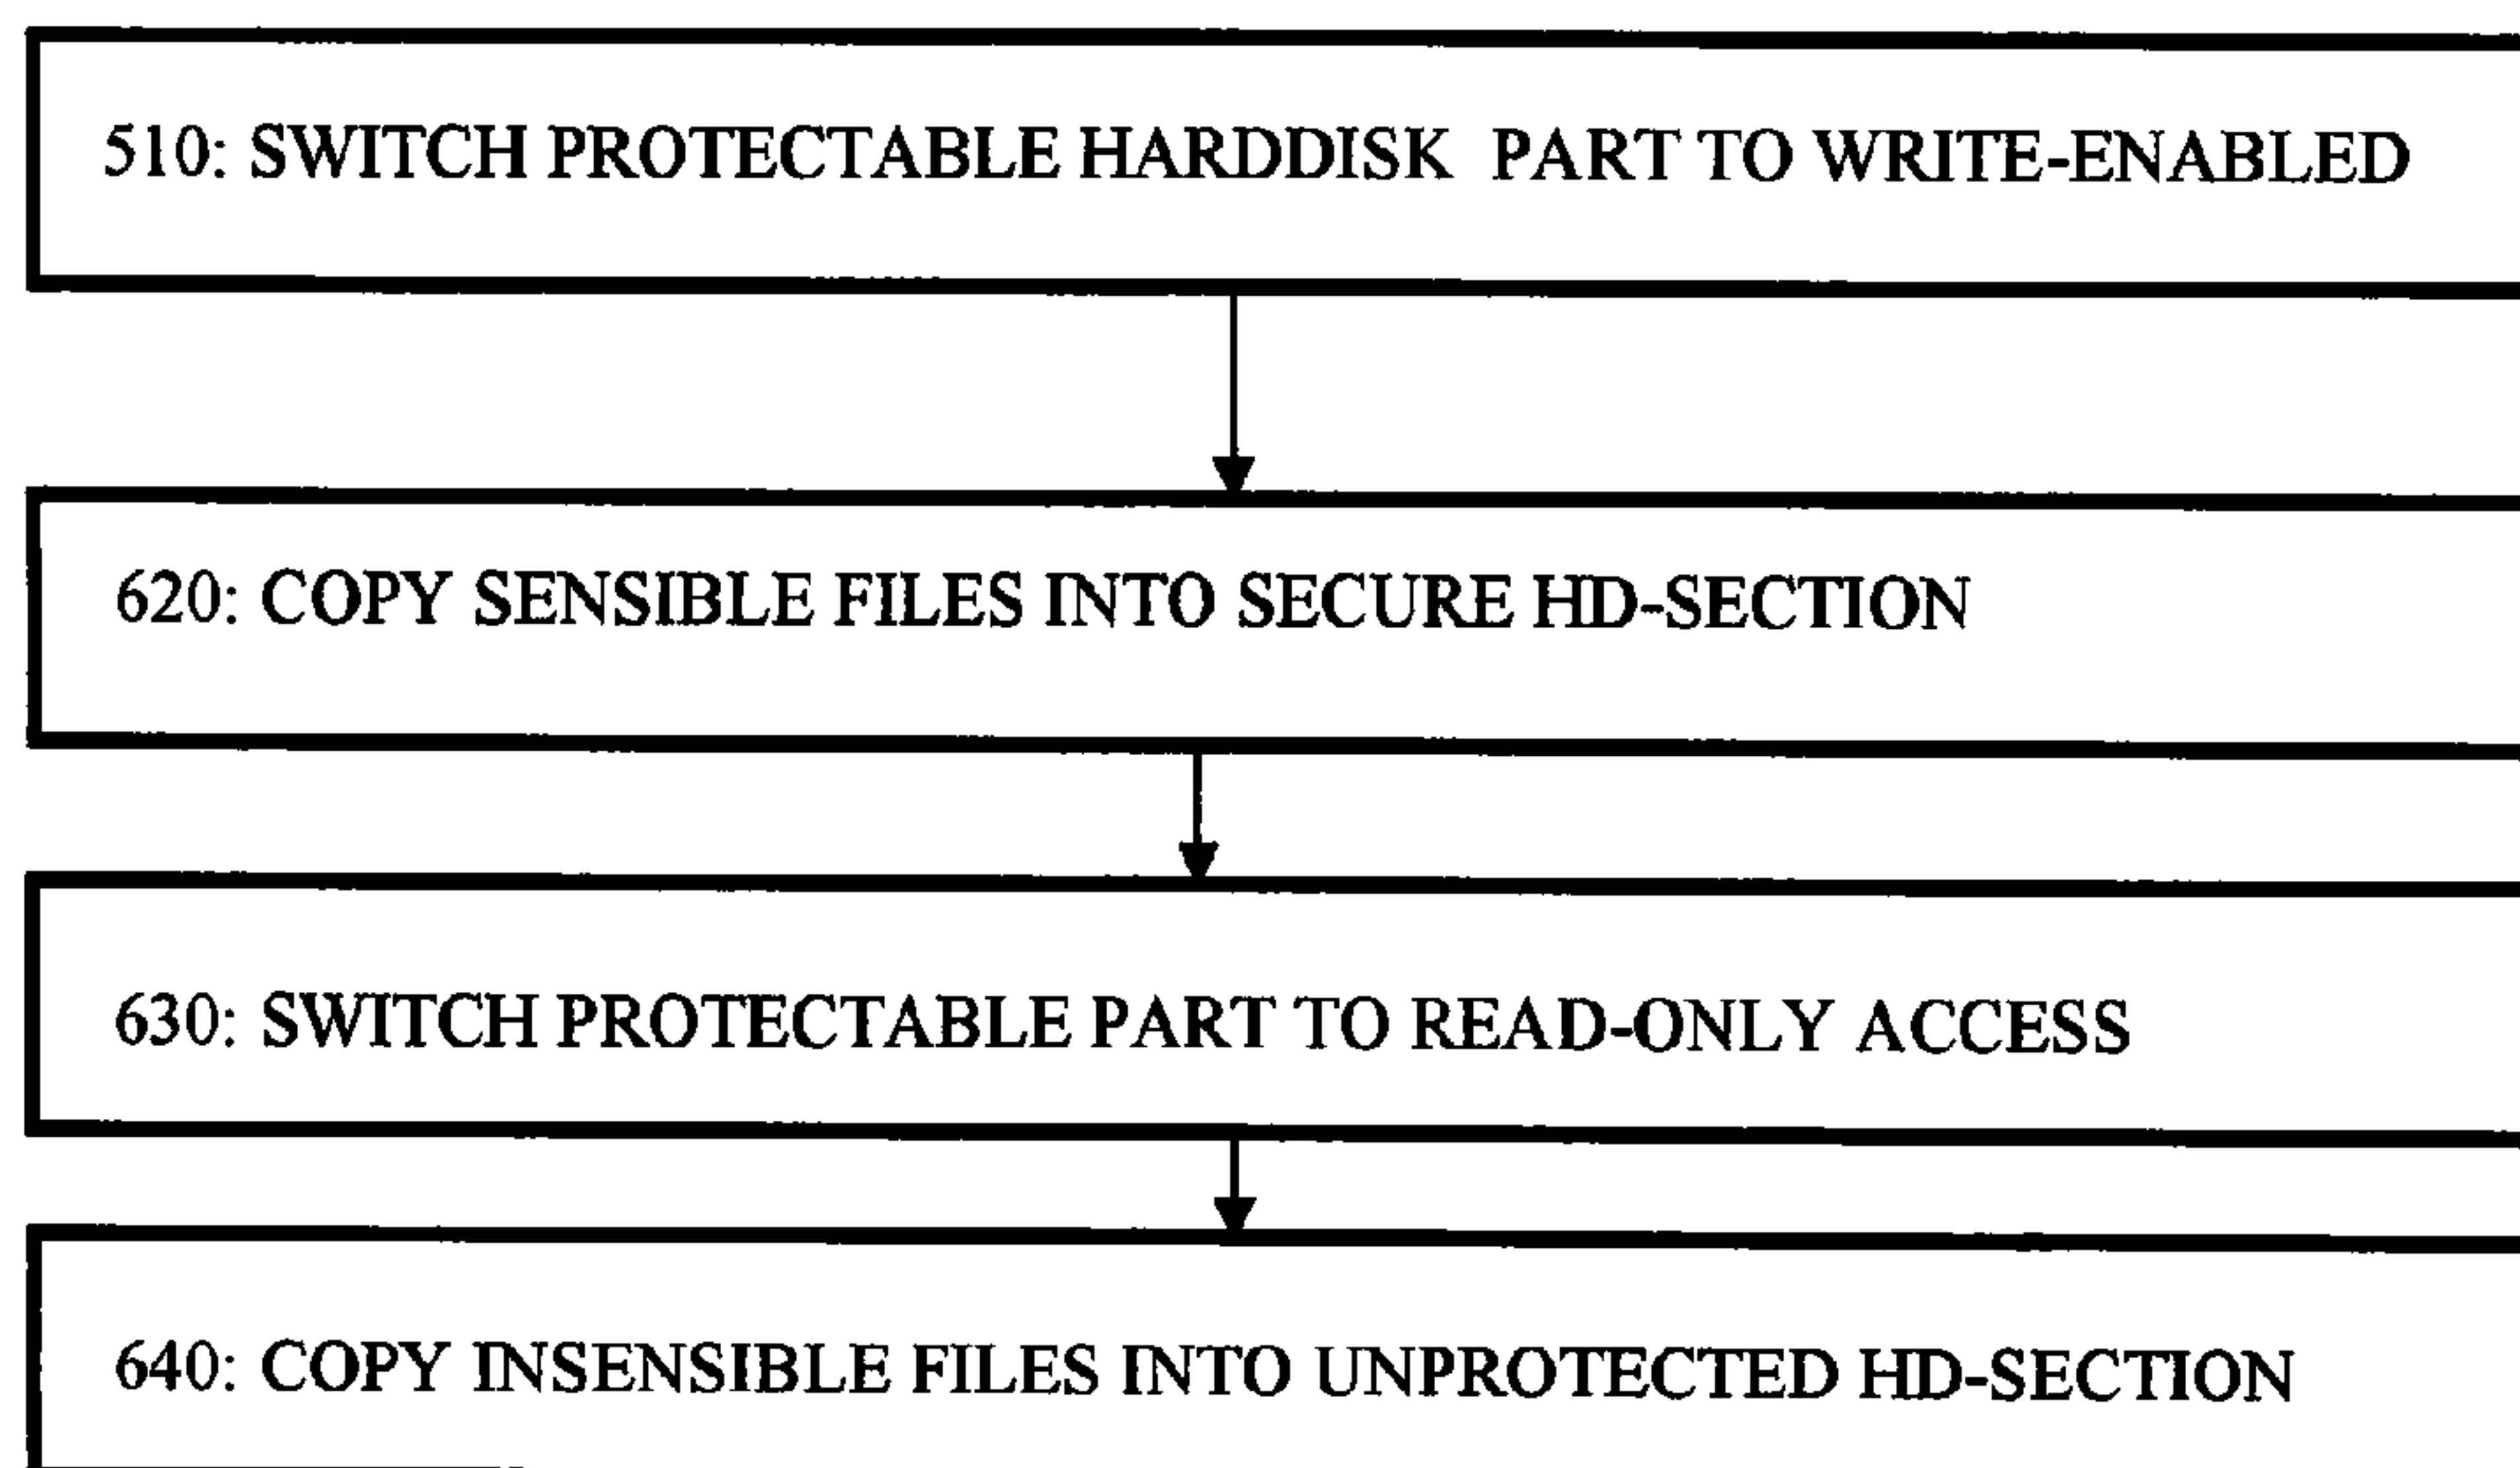 510: SWITCH PROTECTABLE HARDDISK PART TO WRITE-ENABLED
620: COPY SENSIBLE FILES INTO SECURE HD-SECTION
630: SWITCH PROTECTABLE PART TO READ-ONLY ACCESS
640: COPY INSENSIBLE FILES INTO UNPROTECTED HD-SECTION